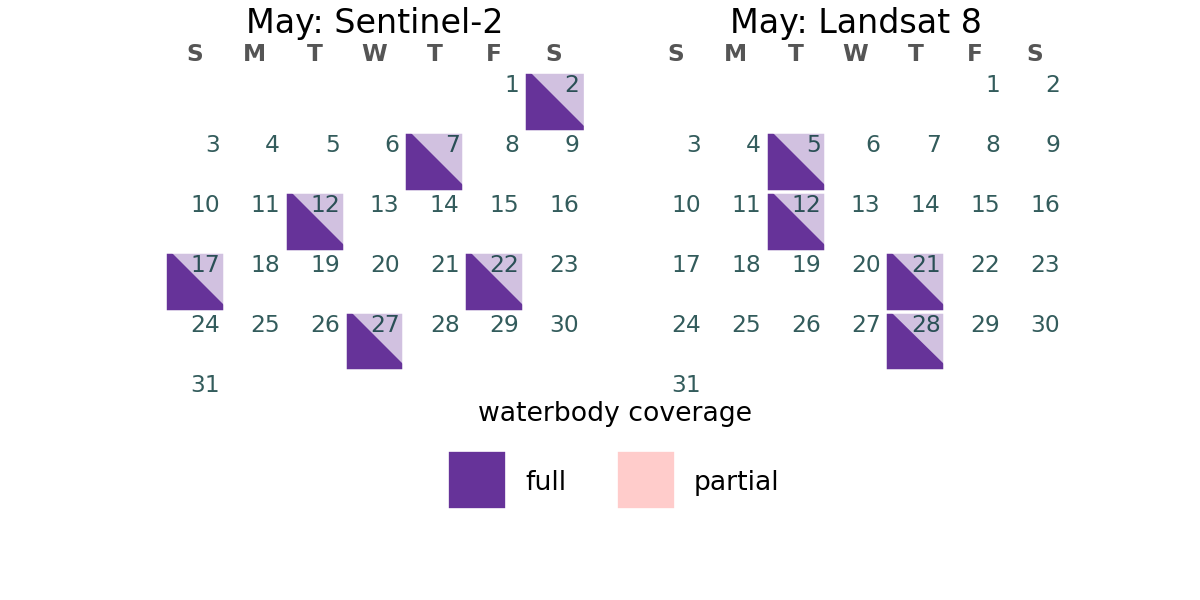 May: Sentinel-2
S M T W T F S
1 2
3 4 5 6 7 8 9
10 11 12 13 14 15 16
17 18 19 20 21 22 23
24 25 26 27 28 29 30
31
May: Landsat 8
S M T W T F S
1 2
3 4 5 6 7 8 9
10 11 12 13 14 15 16
17 18 19 20 21 22 23
24 25 26 27 28 29 30
31
waterbody coverage
full partial